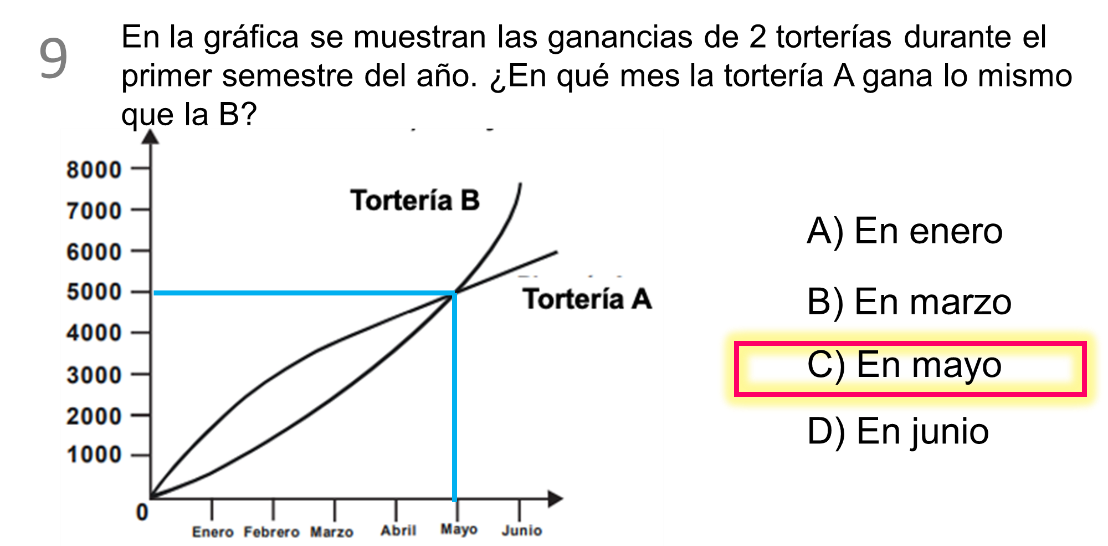 9
En la gráfica se muestran las ganancias de 2 torterías durante el
primer semestre del año. ¿En qué mes la tortería A gana lo mismo
que la B?
8000
7000
6000
5000
4000
3000
2000
1000
0
Tortería B
Tortería A
Enero Febrero Marzo Abril Mayo Junio
A) En enero
B) En marzo
C) En mayo
D) En junio